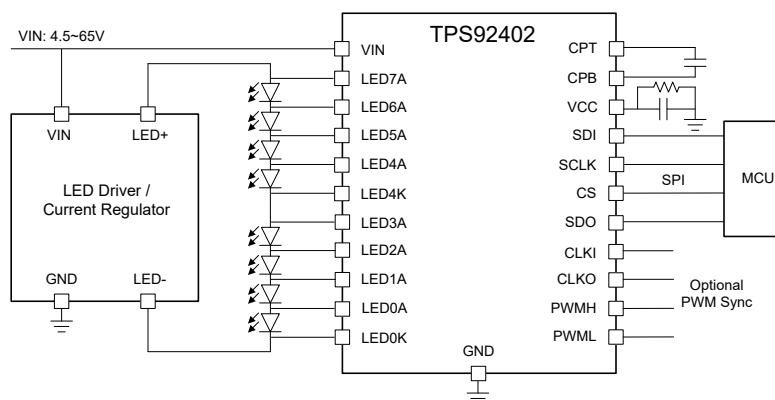 VIN: 4.5~65V
TPS92402
VIN
LED7A
LED6A
LED5A
LED4A
LED4K
LED3A
LED2A
LED1A
LED0A
LED0K
GND
CPT
CPB
VCC
SDI
SCLK
CS
SDO
CLKI
CLKO
PWMH
PWML
VIN
LED+
LED Driver /
Current Regulator
GND
LED-
SPI
MCU
Optional
PWM Sync